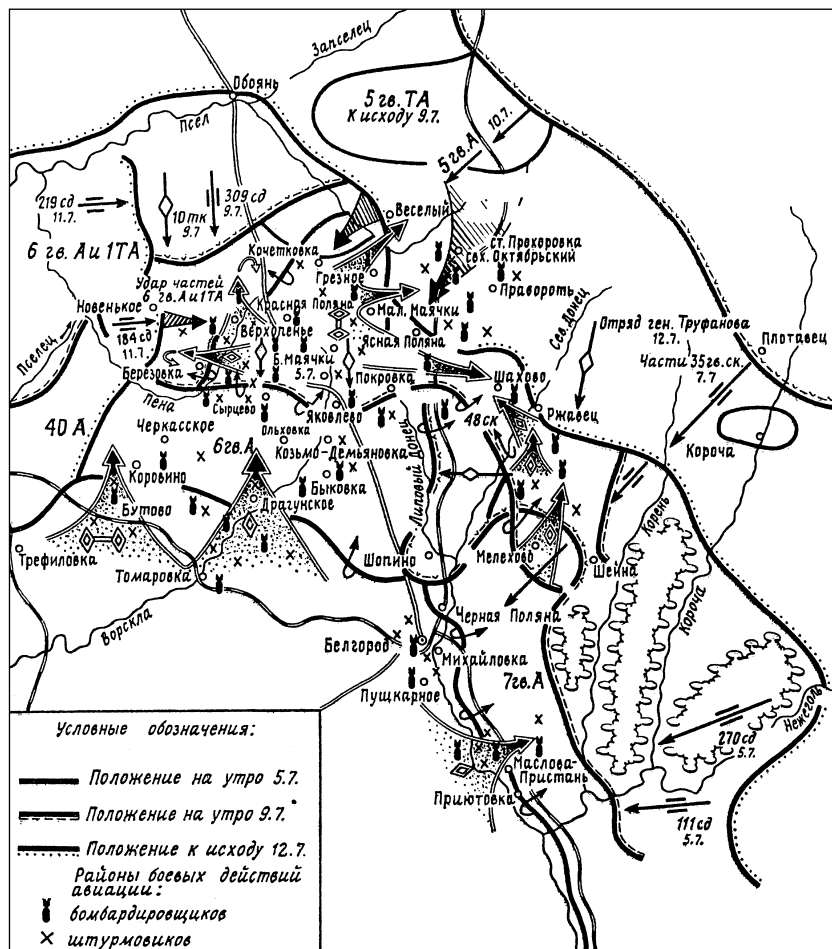 Запселец
Обоянь
Псел
5 гв. ТА
К исходу 9.7.
10.7.
5 гв. А
219 сд
11.7.
10 тк
9.7
309 сд
9.7.
Веселый
6 гв. А и 1 ТА
Кочетковка
Грезное
ст. Прохоровка
свх. Октябрьский
Правороть
Удар частей
6 гв. А и 1 ТА
Новенькое
Красная Поляна
Мал. Маячки
184 сд
11.7.
Верхопенье
Ясная Поляна
Сев. Донец
Отряд ген. Труфанова
12.7.
Плотавец
Части 35 гв. ск.
7.7
Пселец
Березовка
Б. Маячки
5.7.
Покровка
Шахово
Пена
Сырцево
Яковлево
Ржавец
40 А
Черкасское
Ольховка
48 ск
Короча
6 гв. А
Козьмо-Демьяновка
Коровино
Быковка
Липовый Донец
Бутово
Драгунское
Корень
Трефиловка
Шопино
Мелехово
Шейна
Томаровка
Короча
Ворскла
Черная Поляна
Белгород
Михайловка
7 гв. А
Пушкарное
Нежеголь
270 сд
5.7.
Маслова-
Пристань
Приютовка
111 сд
5.7.
Условные обозначения:
Положение на утро 5.7.
Положение на утро 9.7.
Положение к исходу 12.7.
Районы боевых действий
авиации:
бомбардировщиков
штурмовиков